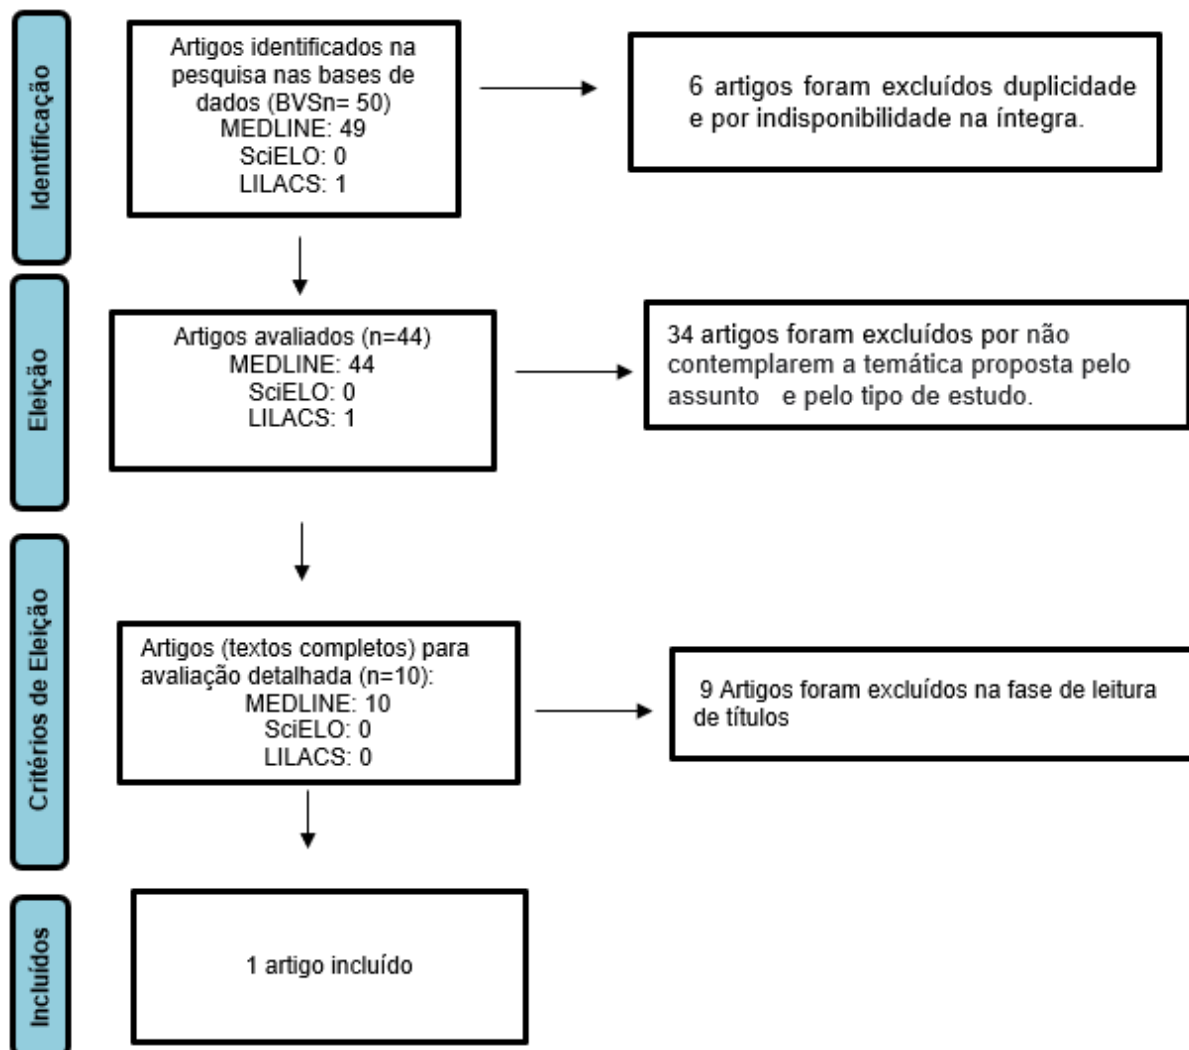 Identificação
Artigos identificados na
pesquisa nas bases de
dados (BVSn= 50)
MEDLINE: 49
SciELO: 0
LILACS: 1
6 artigos foram excluídos duplicidade
e por indisponibilidade na íntegra.
Eleição
Artigos avaliados (n=44)
MEDLINE: 44
SciELO: 0
LILACS: 1
34 artigos foram excluídos por não
contemplarem a temática proposta pelo
assunto e pelo tipo de estudo.
Critérios de Eleição
Artigos (textos completos) para
avaliação detalhada (n=10):
MEDLINE: 10
SciELO: 0
LILACS: 0
9 Artigos foram excluídos na fase de leitura
de títulos
Incluídos
1 artigo incluído